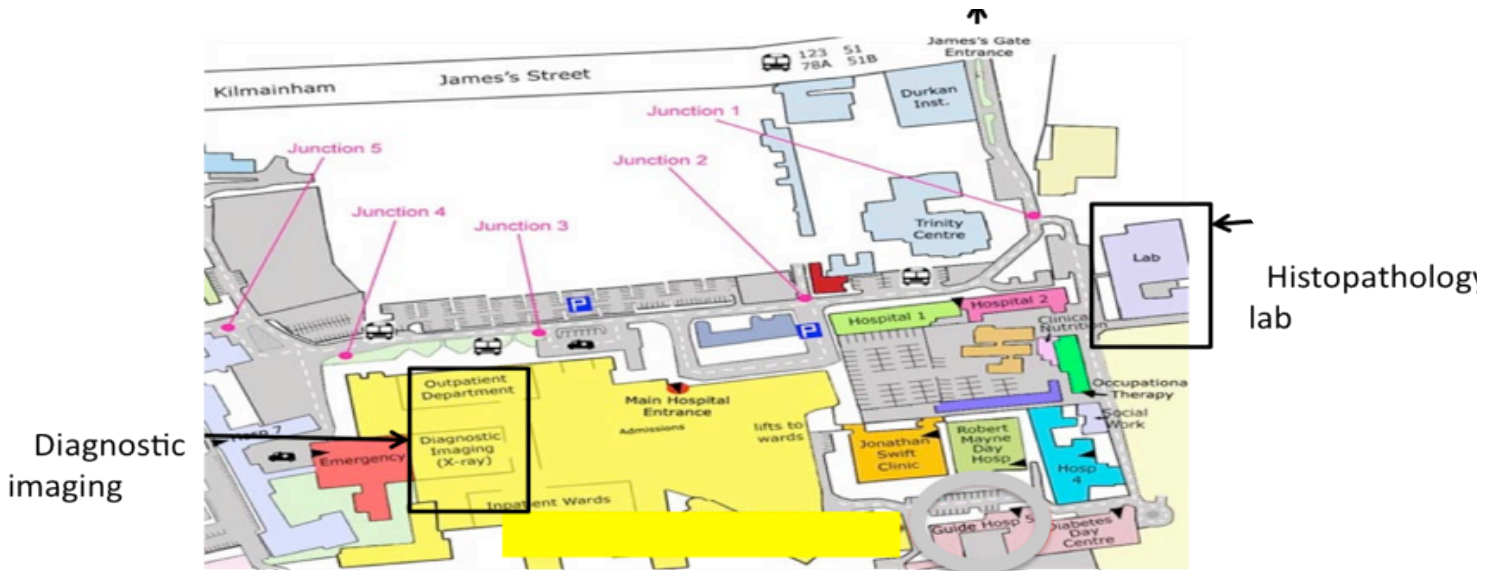 James's Gate
Entrance
123 51
78A 51B
James's Street
Kilmainham
Durkan
Inst.
Junction 1
Junction 5
Junction 2
Junction 4
Junction 3
Trinity
Centre
Lab
Histopathology
lab
P
Hospital 2
Hospital 1
P
Clinical
Nutrition
Outpatient
Department
Main Hospital
Entrance
Admissions
Occupationa
Therapy
Social
Work
lifts to
wards
Hosp 7
Diagnostic
imaging
Emergency
Diagnostic
Imaging
(X-ray)
Jonathan
Swift
Clinic
Robert
Mayne
Day
Hosp
Hosp
4
Inpatient Wards
Guide Hosp 5
Diabetes
Day
Centre